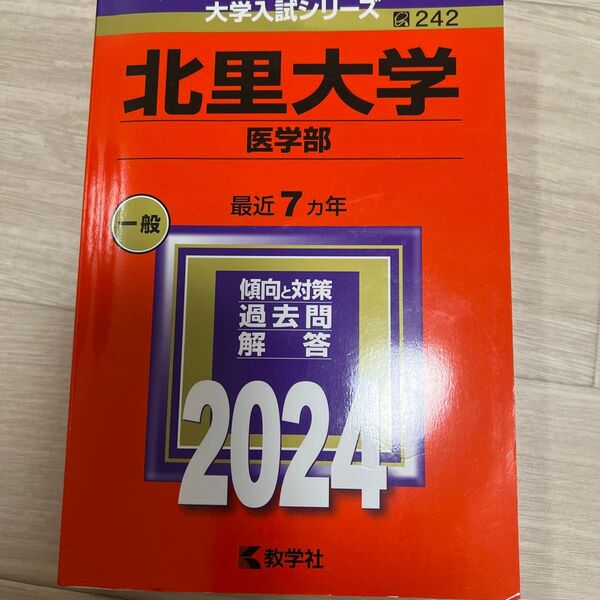 大学入試シリーズ 242
北里大学
医学部
最近7ヵ年
一般
傾向と対策
過去問
解答
2024
教学社